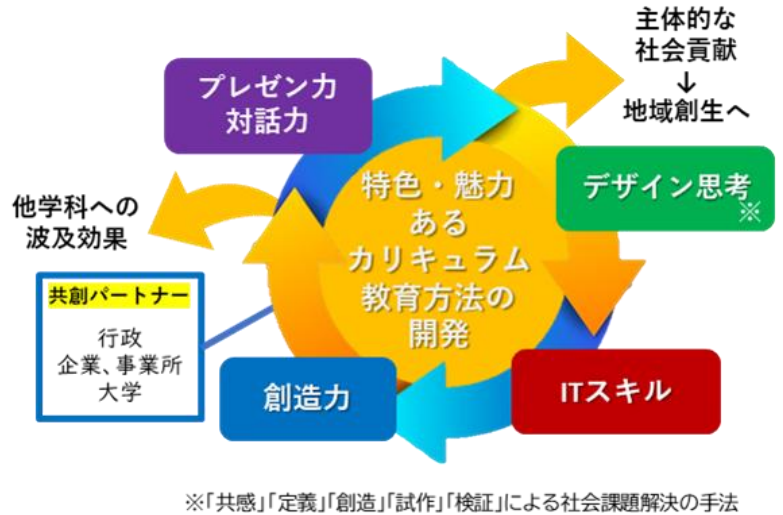 主体的な
社会貢献
↓
地域創生へ
プレゼン力
対話力
デザイン思考
※
特色・魅力
ある
カリキュラム
教育方法の
開発
他学科への
波及効果
共創パートナー
行政
企業、事業所
大学
創造力
ITスキル
※「共感」「定義」「創造」「試作」「検証」による社会課題解決の手法